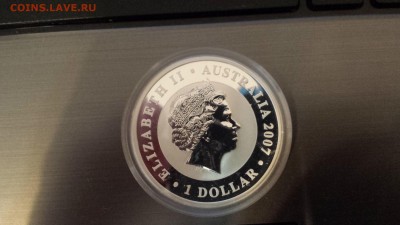 COINS.LAVE.RU
ELIZABETH II • AUSTRALIA 2007 •
• 1 DOLLAR •